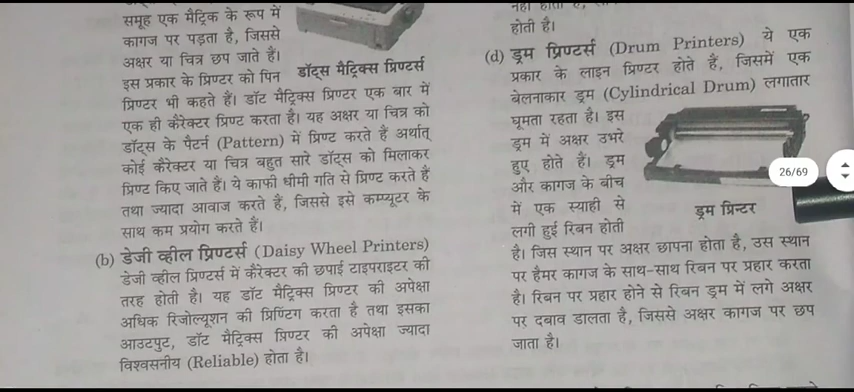 समूह एक मैट्रिक के रूप में
कागज पर पड़ता है, जिससे
अक्षर या चित्र छप जाते हैं।
इस प्रकार के प्रिण्टर को पिन
डॉट्स मैट्रिक्स प्रिण्टर्स
प्रिण्टर भी कहते हैं। डॉट मैट्रिक्स प्रिण्टर एक बार में
एक ही कैरेक्टर प्रिण्ट करता है। यह अक्षर या चित्र को
डॉट्स के पैटर्न (Pattern) में प्रिण्ट करते हैं अर्थात्
कोई कैरेक्टर या चित्र बहुत सारे डॉट्स को मिलाकर
प्रिण्ट किए जाते हैं। ये काफी धीमी गति से प्रिण्ट करते हैं
तथा ज्यादा आवाज करते हैं, जिससे इसे कम्प्यूटर के
साथ कम प्रयोग करते हैं।
(b) डेजी व्हील प्रिण्टर्स (Daisy Wheel Printers)
डेजी व्हील प्रिण्टर्स में कैरेक्टर की छपाई टाइपराइटर की
तरह होती है। यह डॉट मैट्रिक्स प्रिण्टर की अपेक्षा
अधिक रिजोल्यूशन की प्रिण्टिंग करता है तथा इसका
आउटपुट, डॉट मैट्रिक्स प्रिण्टर की अपेक्षा ज्यादा
विश्वसनीय (Reliable) होता है।
होती है।
(d) ड्रम प्रिण्टर्स (Drum Printers) ये एक
प्रकार के लाइन प्रिण्टर होते हैं, जिसमें एक
बेलनाकार ड्रम (Cylindrical Drum) लगातार
घूमता रहता है। इस
ड्रम में अक्षर उभरे
हुए होते हैं। ड्रम
और कागज के बीच
में एक स्याही से
लगी हुई रिबन होती
ड्रम प्रिन्टर
है। जिस स्थान पर अक्षर छापना होता है, उस स्थान
पर हैमर कागज के साथ-साथ रिबन पर प्रहार करता
है। रिबन पर प्रहार होने से रिबन ड्रम में लगे अक्षर
पर दबाव डालता है, जिससे अक्षर कागज पर छप
जाता है।
26/69